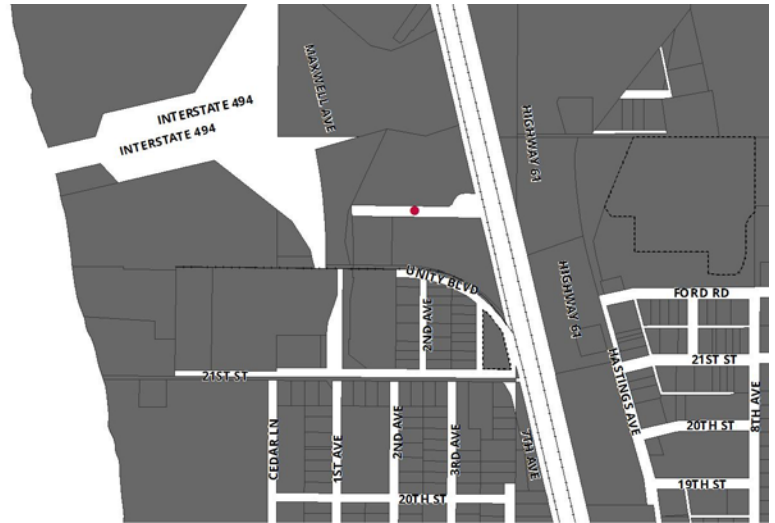 MAXWELL AVE
INTERSTATE 494
INTERSTATE 494
HIGHWAY 61
HIGHWAY 61
UNITY BLVD
FORD RD
2ND AVE
21ST ST
HASTINGS AVE
21ST ST
8TH AVE
CEDAR LN
1ST AVE
2ND AVE
3RD AVE
7TH AVE
20TH ST
20TH ST
19TH ST